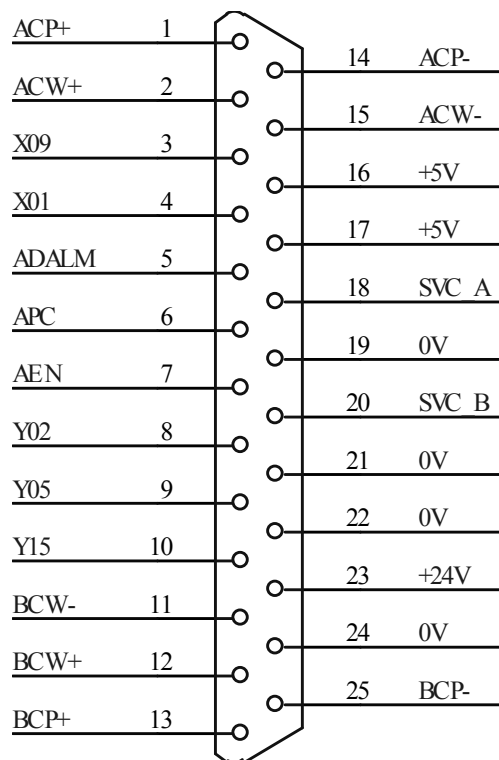 ACP+ 1
14 ACP-
ACW+ 2
15 ACW-
X09 3
16 +5V
X01 4
17 +5V
ADALM 5
18 SVC_A
APC 6
19 0V
AEN 7
20 SVC_B
Y02 8
21 0V
Y05 9
22 0V
Y15 10
23 +24V
BCW- 11
24 0V
BCW+ 12
25 BCP-
BCP+ 13